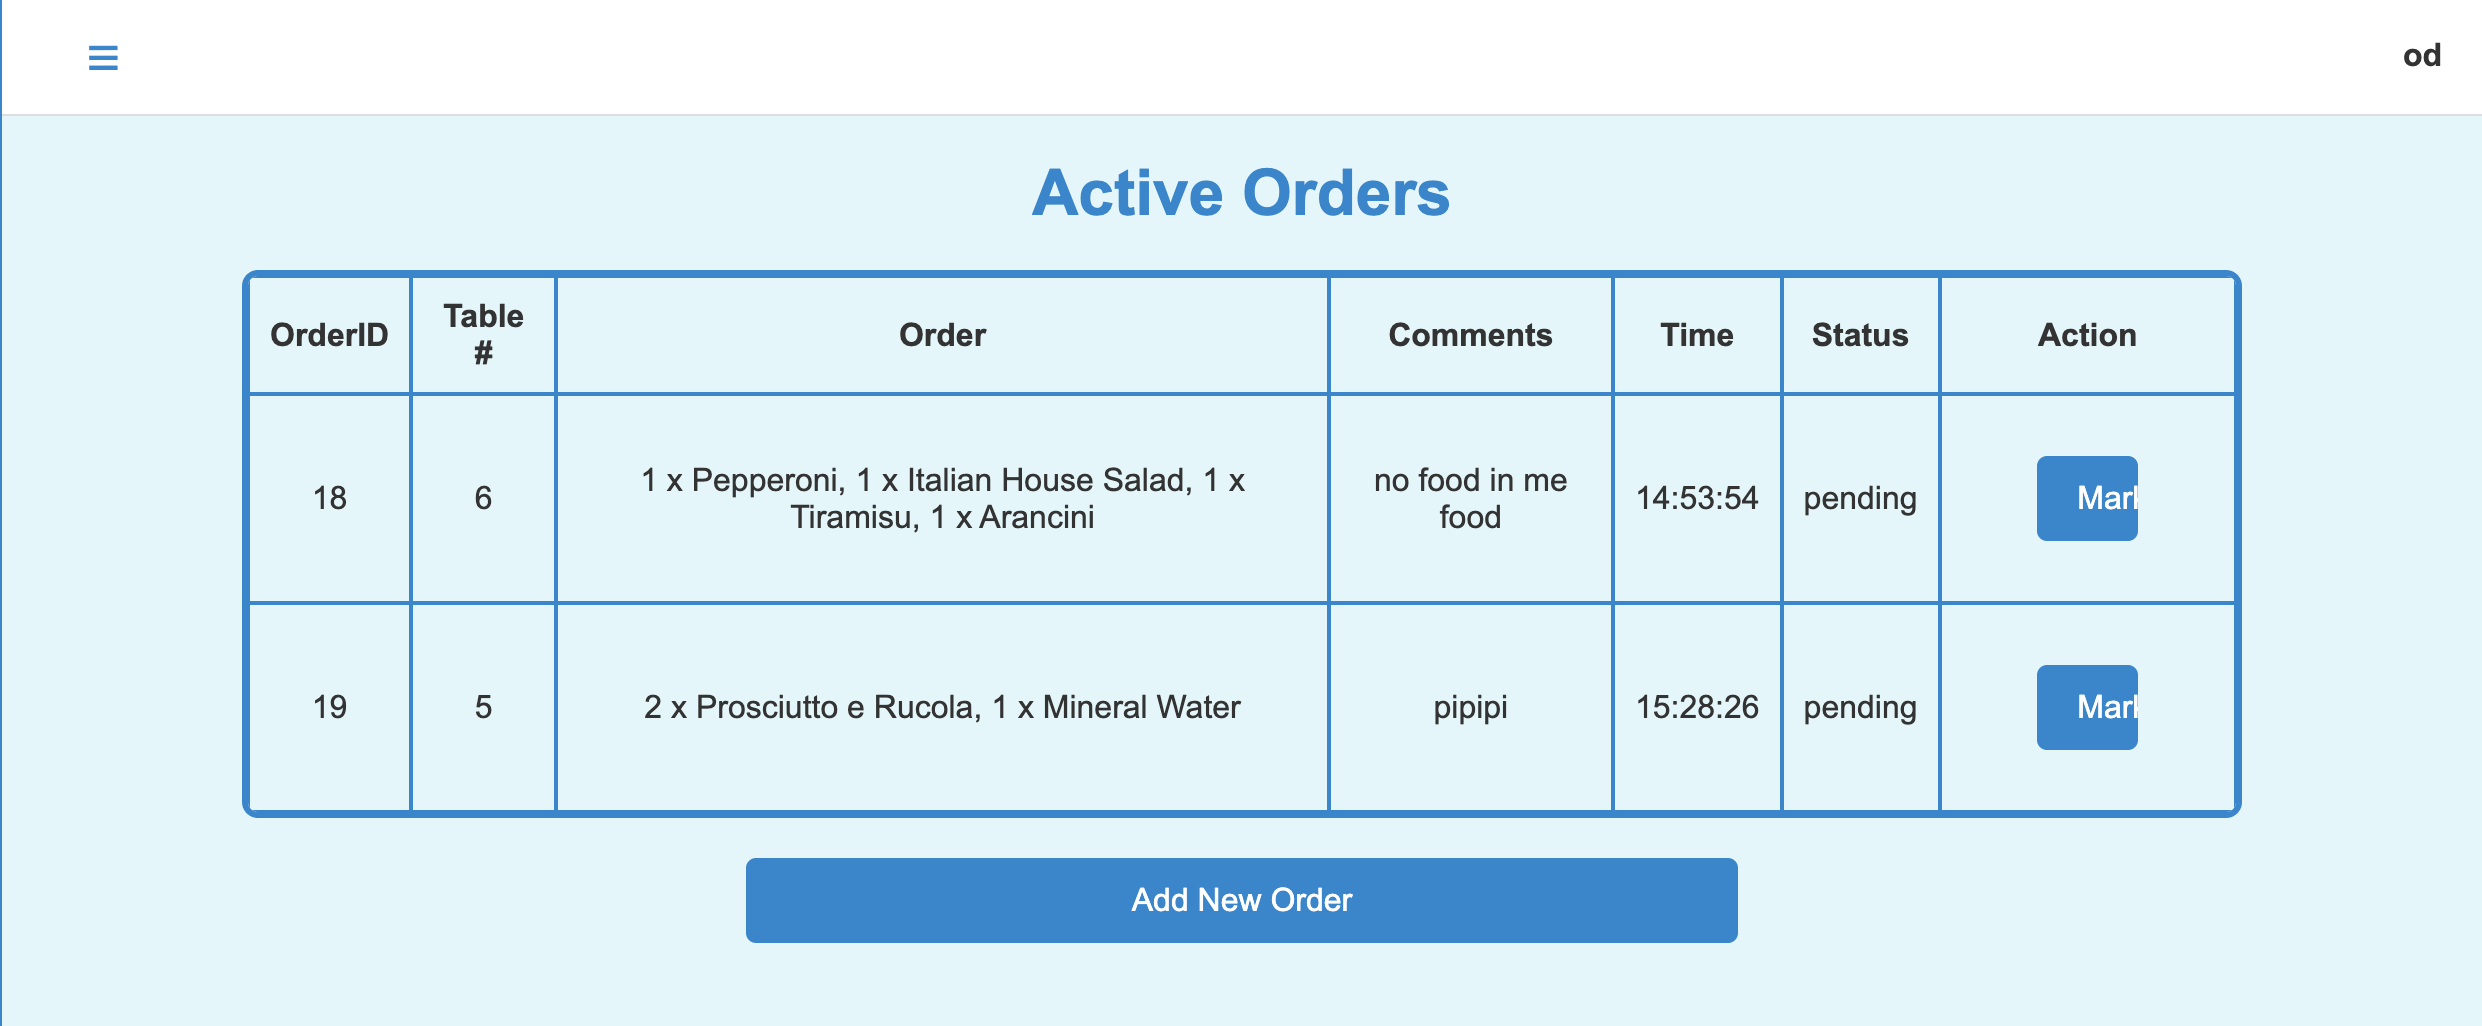 od
Active Orders
OrderID
Table
#
Order
Comments
Time
Status
Action
18
6
1 x Pepperoni, 1 x Italian House Salad, 1 x
Tiramisu, 1 x Arancini
no food in me
food
14:53:54
pending
Mark
19
5
2 x Prosciutto e Rucola, 1 x Mineral Water
pipipi
15:28:26
pending
Mark
Add New Order